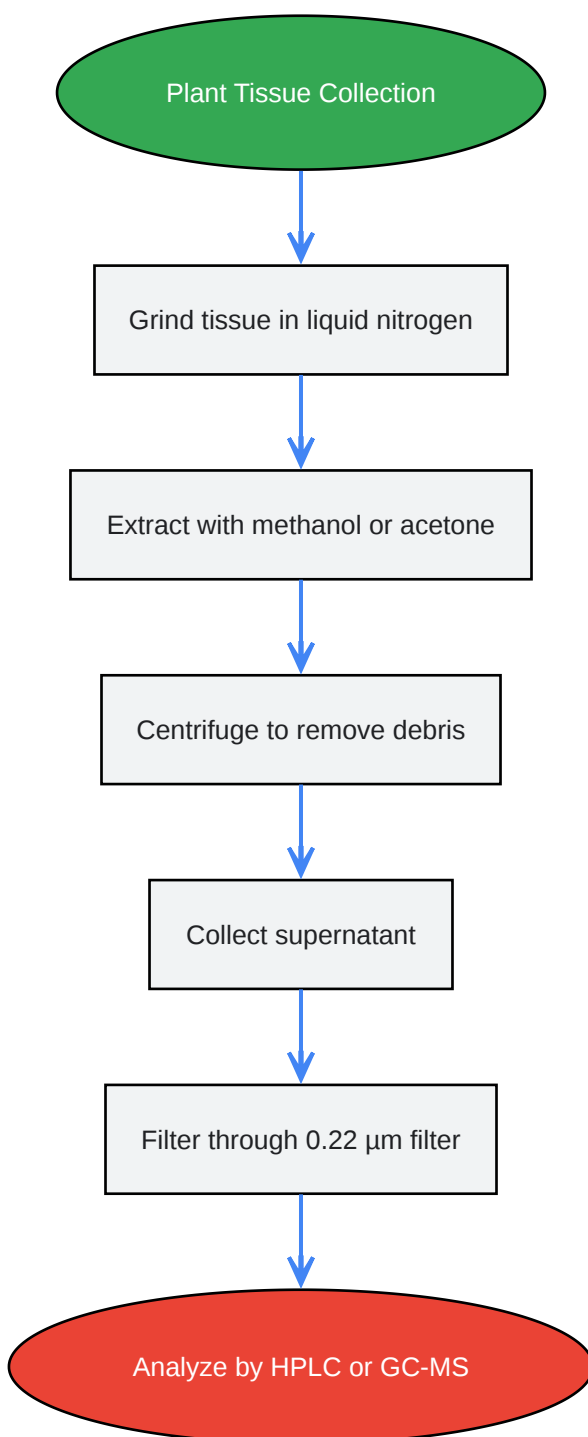 Plant Tissue Collection
Grind tissue in liquid nitrogen
Extract with methanol or acetone
Centrifuge to remove debris
Collect supernatant
Filter through 0.22 µm filter
Analyze by HPLC or GC-MS